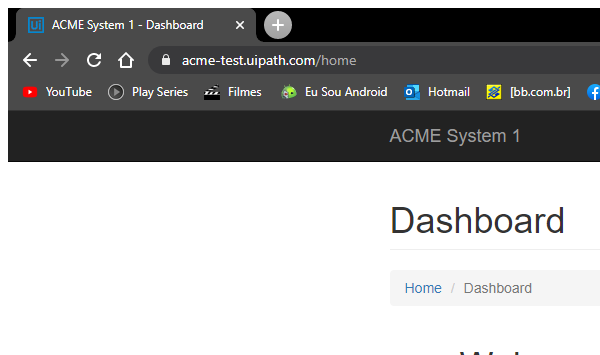 Ui ACME System 1 - Dashboard
acme-test.uipath.com/home
YouTube Play Series Filmes Eu Sou Android Hotmail [bb.com.br]
ACME System 1
Dashboard
Home / Dashboard